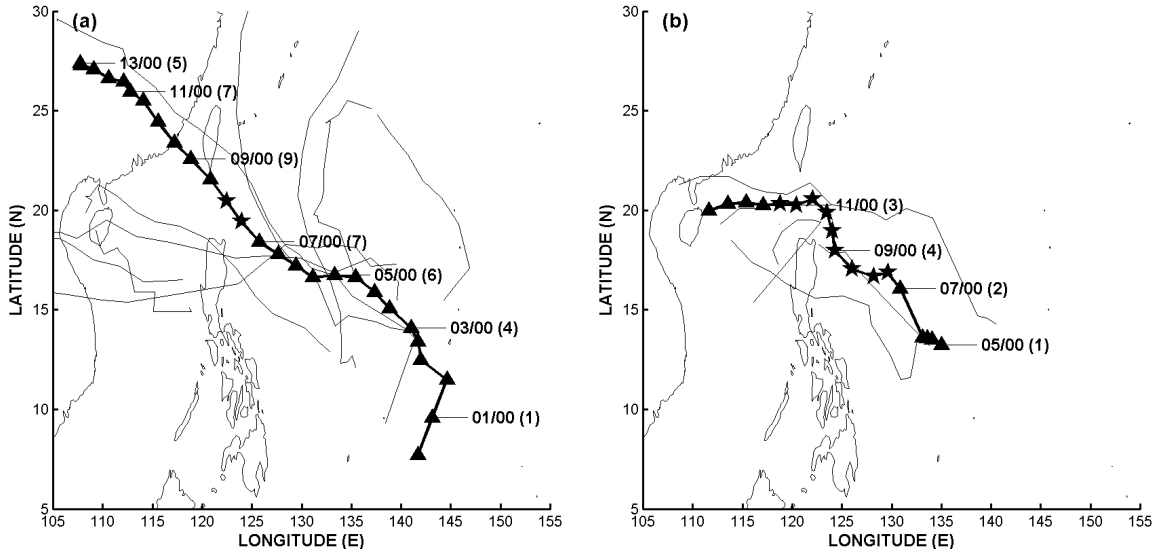 (a)
30
25
20
15
10
5
LATITUDE (N)
13/00 (5)
11/00 (7)
09/00 (9)
07/00 (7)
05/00 (6)
03/00 (4)
01/00 (1)
105 110 115 120 125 130 135 140 145 150 155
LONGITUDE (E)
(b)
30
25
20
15
10
5
LATITUDE (N)
11/00 (3)
09/00 (4)
07/00 (2)
05/00 (1)
105 110 115 120 125 130 135 140 145 150 155
LONGITUDE (E)